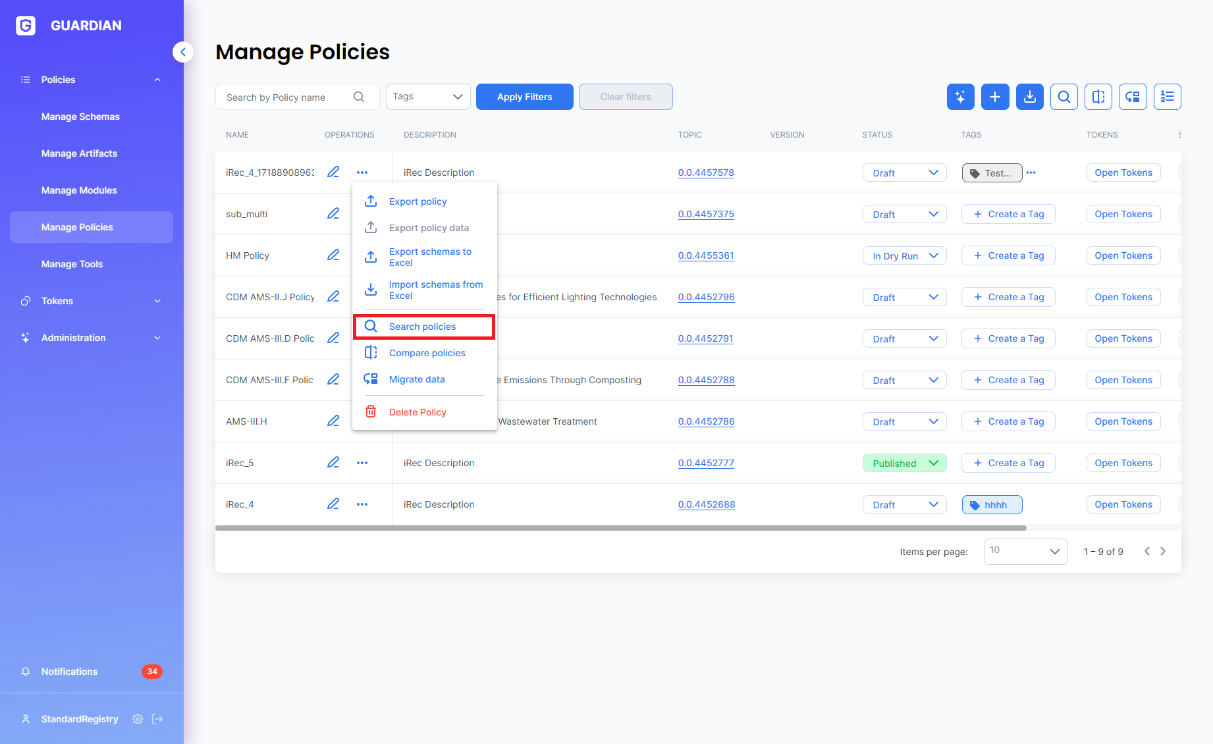 GUARDIAN
Policies
Manage Schemas
Manage Artifacts
Manage Modules
Manage Policies
Manage Tools
Tokens
Administration
Notifications 34
StandardRegistry
Manage Policies
Search by Policy name Tags Apply Filters Clear filters
NAME OPERATIONS DESCRIPTION TOPIC VERSION STATUS TAGS TOKENS S
iRec_4_17188908963 iRec Description 0.0.4457578 Draft Test... Open Tokens
sub_multi 0.0.4457375 Draft + Create a Tag Open Tokens
HM Policy 0.0.4455361 In Dry Run + Create a Tag Open Tokens
CDM AMS-II.J Policy es for Efficient Lighting Technologies 0.0.4452796 Draft + Create a Tag Open Tokens
CDM AMS-III.D Polic 0.0.4452791 Draft + Create a Tag Open Tokens
CDM AMS-III.F Polic e Emissions Through Composting 0.0.4452788 Draft + Create a Tag Open Tokens
AMS-III.H Wastewater Treatment 0.0.4452786 Draft + Create a Tag Open Tokens
iRec_5 iRec Description 0.0.4452777 Published + Create a Tag Open Tokens
iRec_4 iRec Description 0.0.4452688 Draft hhhh Open Tokens
Export policy
Export policy data
Export schemas to
Excel
Import schemas from
Excel
Search policies
Compare policies
Migrate data
Delete Policy
Items per page: 10 1 – 9 of 9